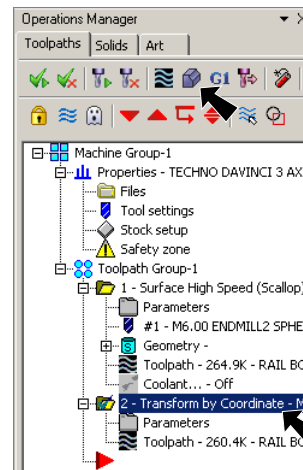 Operations Manager
Toolpaths Solids Art
G1
Machine Group-1
Properties - TECHNO DAVINCI 3 AX
Files
Tool settings
Stock setup
Safety zone
Toolpath Group-1
1 - Surface High Speed (Scallop)
Parameters
#1 - M6.00 ENDMILL2 SPHE
Geometry -
Toolpath - 264.9K - RAIL BO
Coolant... - Off
2 - Transform by Coordinate - M
Parameters
Toolpath - 260.4K - RAIL BO